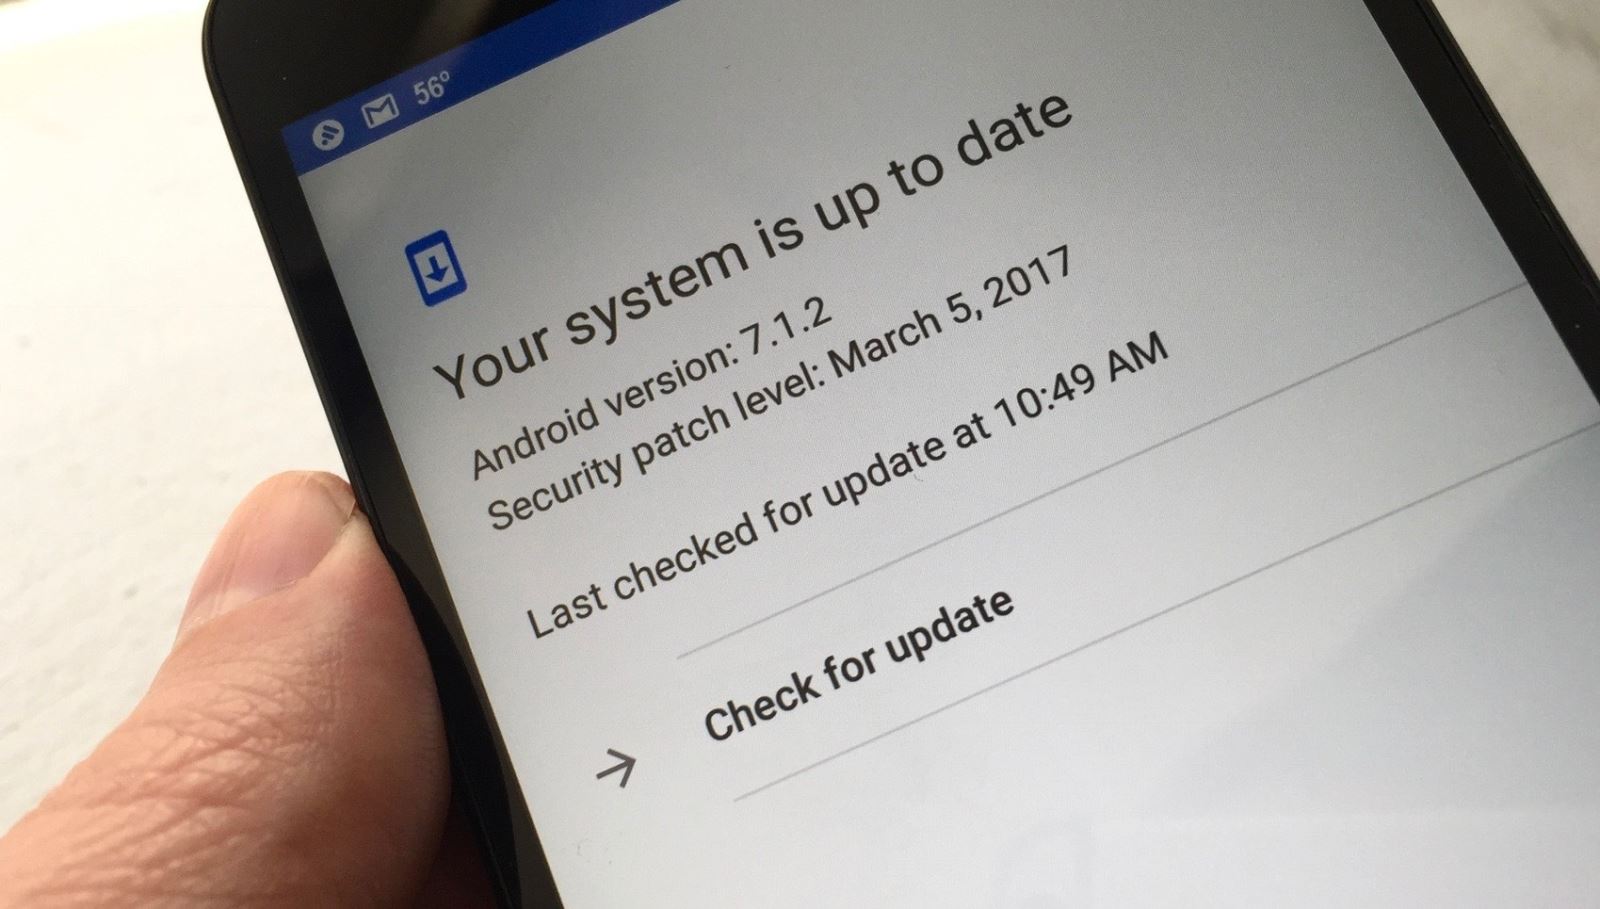 56°
Your system is up to date
Android version: 7.1.2
Security patch level: March 5, 2017
Last checked for update at 10:49 AM
Check for update